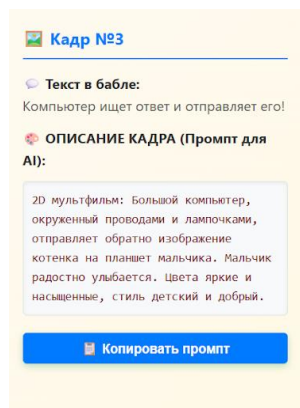 🖼️ Кадр №3
💬 Текст в бабле:
Компьютер ищет ответ и отправляет его!
🎨 ОПИСАНИЕ КАДРА (Промпт для
AI):
2D мультфильм: Большой компьютер,
окруженный проводами и лампочками,
отправляет обратно изображение
котенка на планшет мальчика. Мальчик
радостно улыбается. Цвета яркие и
насыщенные, стиль детский и добрый.
📋 Копировать промпт